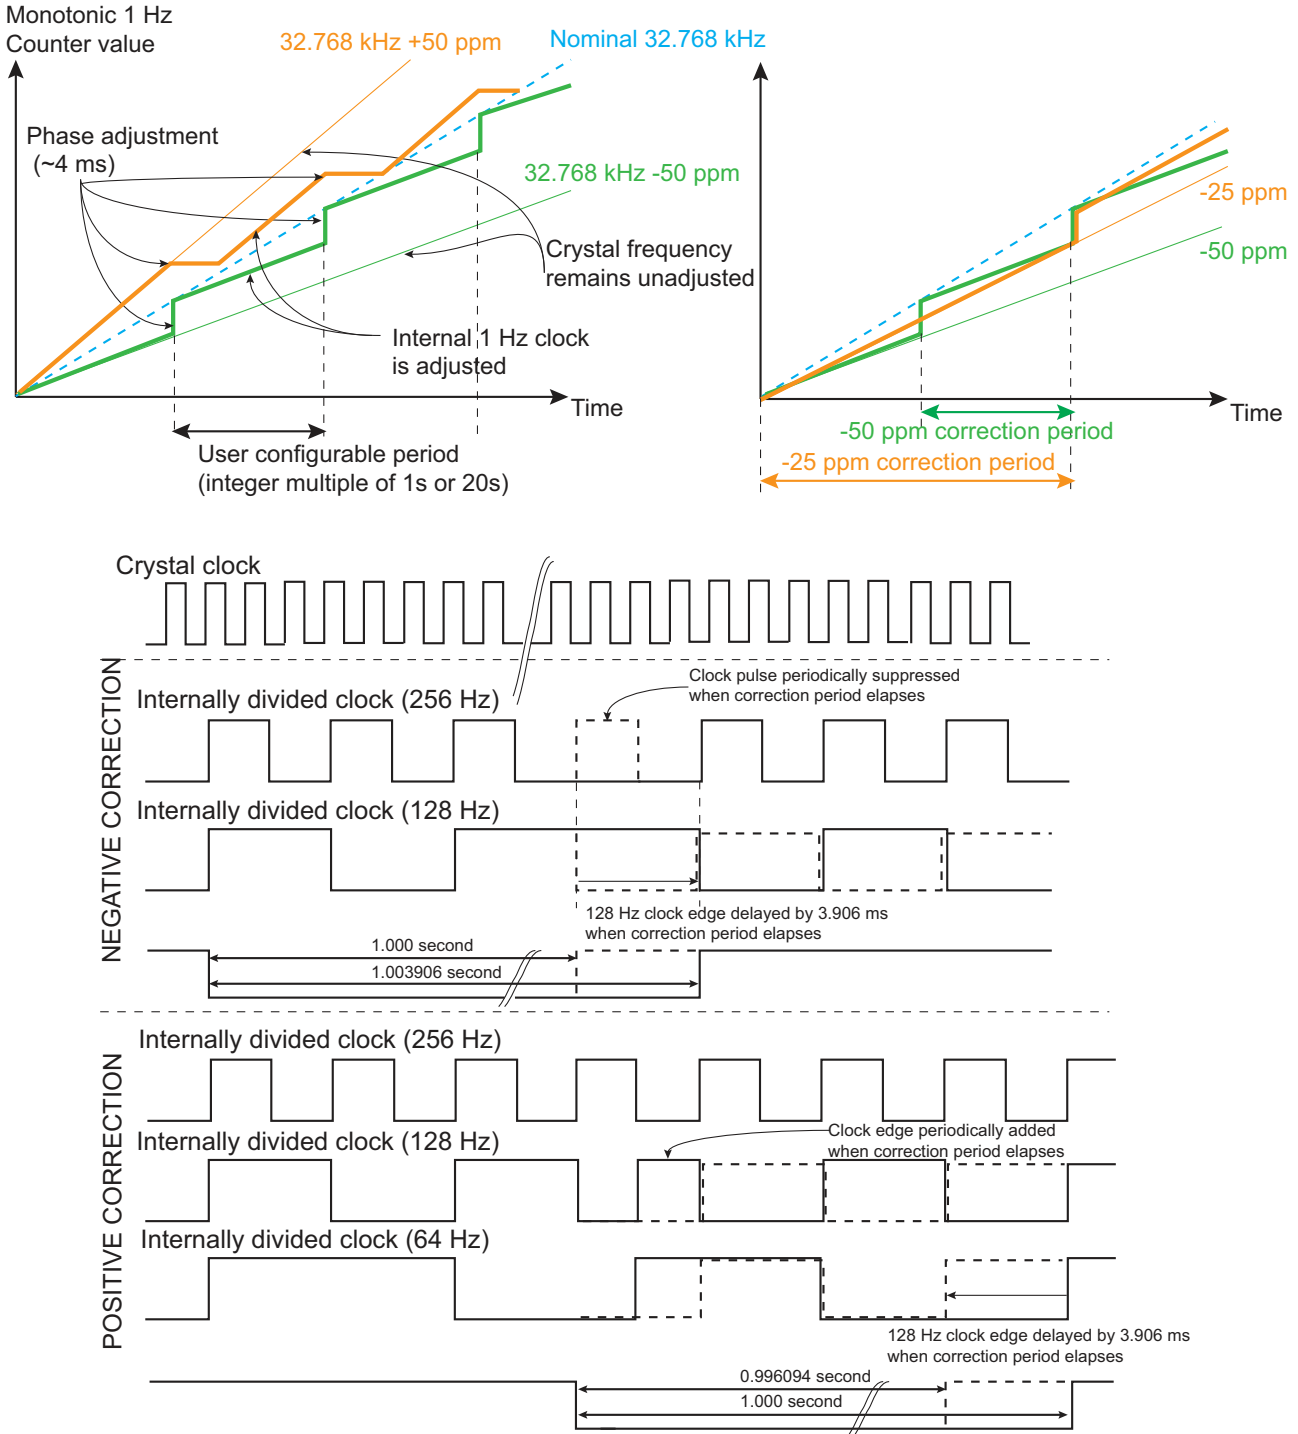 Monotonic 1 Hz
Counter value
32.768 kHz +50 ppm
Nominal 32.768 kHz
Phase adjustment
(~4 ms)
32.768 kHz -50 ppm
Crystal frequency
remains unadjusted
Internal 1 Hz clock
is adjusted
Time
User configurable period
(integer multiple of 1s or 20s)
-25 ppm
-50 ppm
Time
-50 ppm correction period
-25 ppm correction period
Crystal clock
NEGATIVE CORRECTION
Internally divided clock (256 Hz)
Clock pulse periodically suppressed
when correction period elapses
Internally divided clock (128 Hz)
128 Hz clock edge delayed by 3.906 ms
when correction period elapses
1.000 second
1.003906 second
POSITIVE CORRECTION
Internally divided clock (256 Hz)
Internally divided clock (128 Hz)
Clock edge periodically added
when correction period elapses
Internally divided clock (64 Hz)
128 Hz clock edge delayed by 3.906 ms
when correction period elapses
0.996094 second
1.000 second